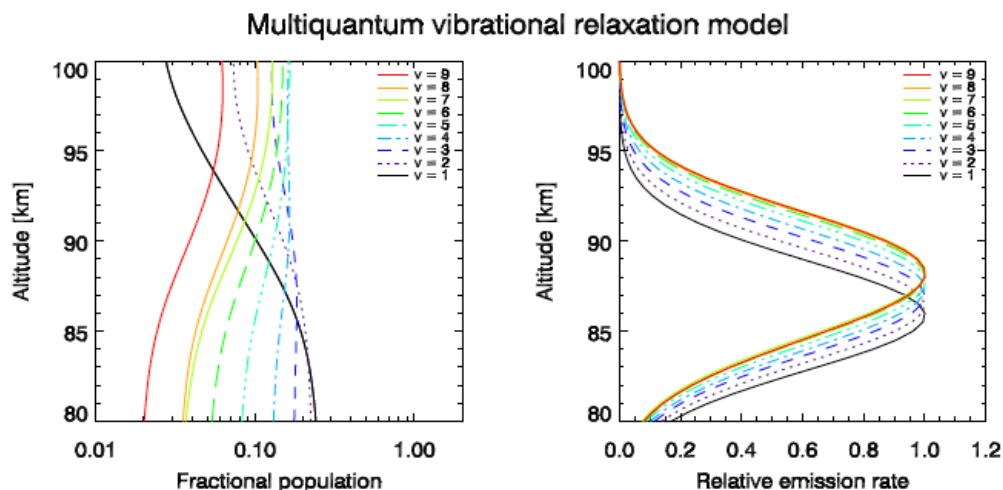 Multiquantum vibrational relaxation model
100
95
90
85
80
Altitude [km]
0.01
0.10
1.00
Fractional population
v = 9
v = 8
v = 7
v = 6
v = 5
v = 4
v = 3
v = 2
v = 1
100
95
90
85
80
Altitude [km]
0.0
0.2
0.4
0.6
0.8
1.0
1.2
Relative emission rate
v = 9
v = 8
v = 7
v = 6
v = 5
v = 4
v = 3
v = 2
v = 1